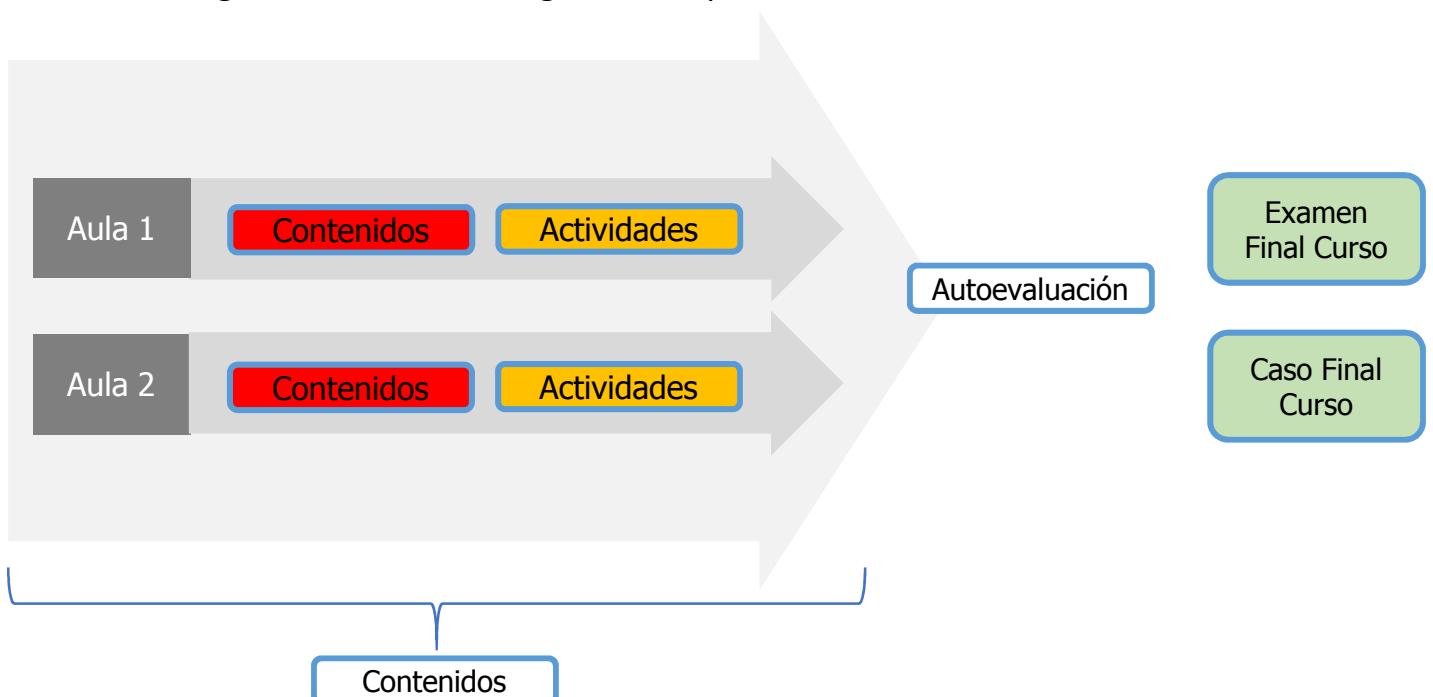 Aula 1
Contenidos
Actividades
Aula 2
Contenidos
Actividades
Autoevaluación
Examen
Final Curso
Caso Final
Curso
Contenidos